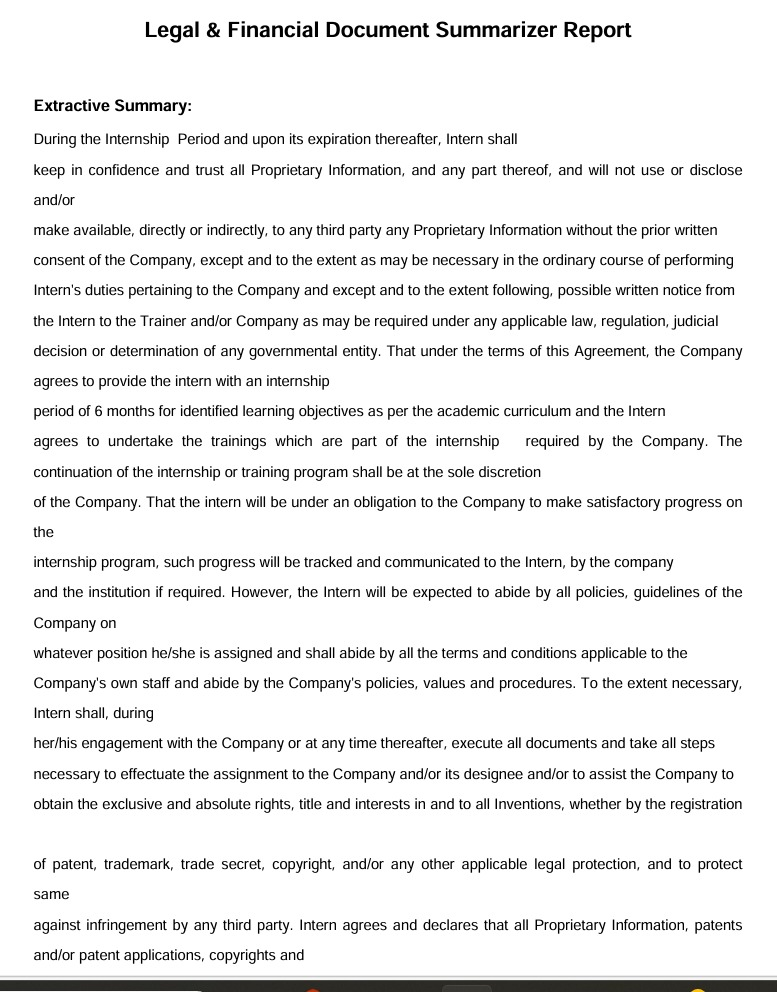 Legal & Financial Document Summarizer Report
Extractive Summary:
During the Internship  Period and upon its expiration thereafter, Intern shall
keep in confidence and trust all Proprietary Information, and any part thereof, and will not use or disclose
and/or
make available, directly or indirectly, to any third party any Proprietary Information without the prior written
consent of the Company, except and to the extent as may be necessary in the ordinary course of performing
Intern's duties pertaining to the Company and except and to the extent following, possible written notice from
the Intern to the Trainer and/or Company as may be required under any applicable law, regulation, judicial
decision or determination of any governmental entity. That under the terms of this Agreement, the Company
agrees to provide the intern with an internship
period of 6 months for identified learning objectives as per the academic curriculum and the Intern
agrees to undertake the trainings which are part of the internship  required by the Company. The
continuation of the internship or training program shall be at the sole discretion
of the Company. That the intern will be under an obligation to the Company to make satisfactory progress on
the
internship program, such progress will be tracked and communicated to the Intern, by the company
and the institution if required. However, the Intern will be expected to abide by all policies, guidelines of the
Company on
whatever position he/she is assigned and shall abide by all the terms and conditions applicable to the
Company's own staff and abide by the Company's policies, values and procedures. To the extent necessary,
Intern shall, during
her/his engagement with the Company or at any time thereafter, execute all documents and take all steps
necessary to effectuate the assignment to the Company and/or its designee and/or to assist the Company to
obtain the exclusive and absolute rights, title and interests in and to all Inventions, whether by the registration
of patent, trademark, trade secret, copyright, and/or any other applicable legal protection, and to protect
same
against infringement by any third party. Intern agrees and declares that all Proprietary Information, patents
and/or patent applications, copyrights and